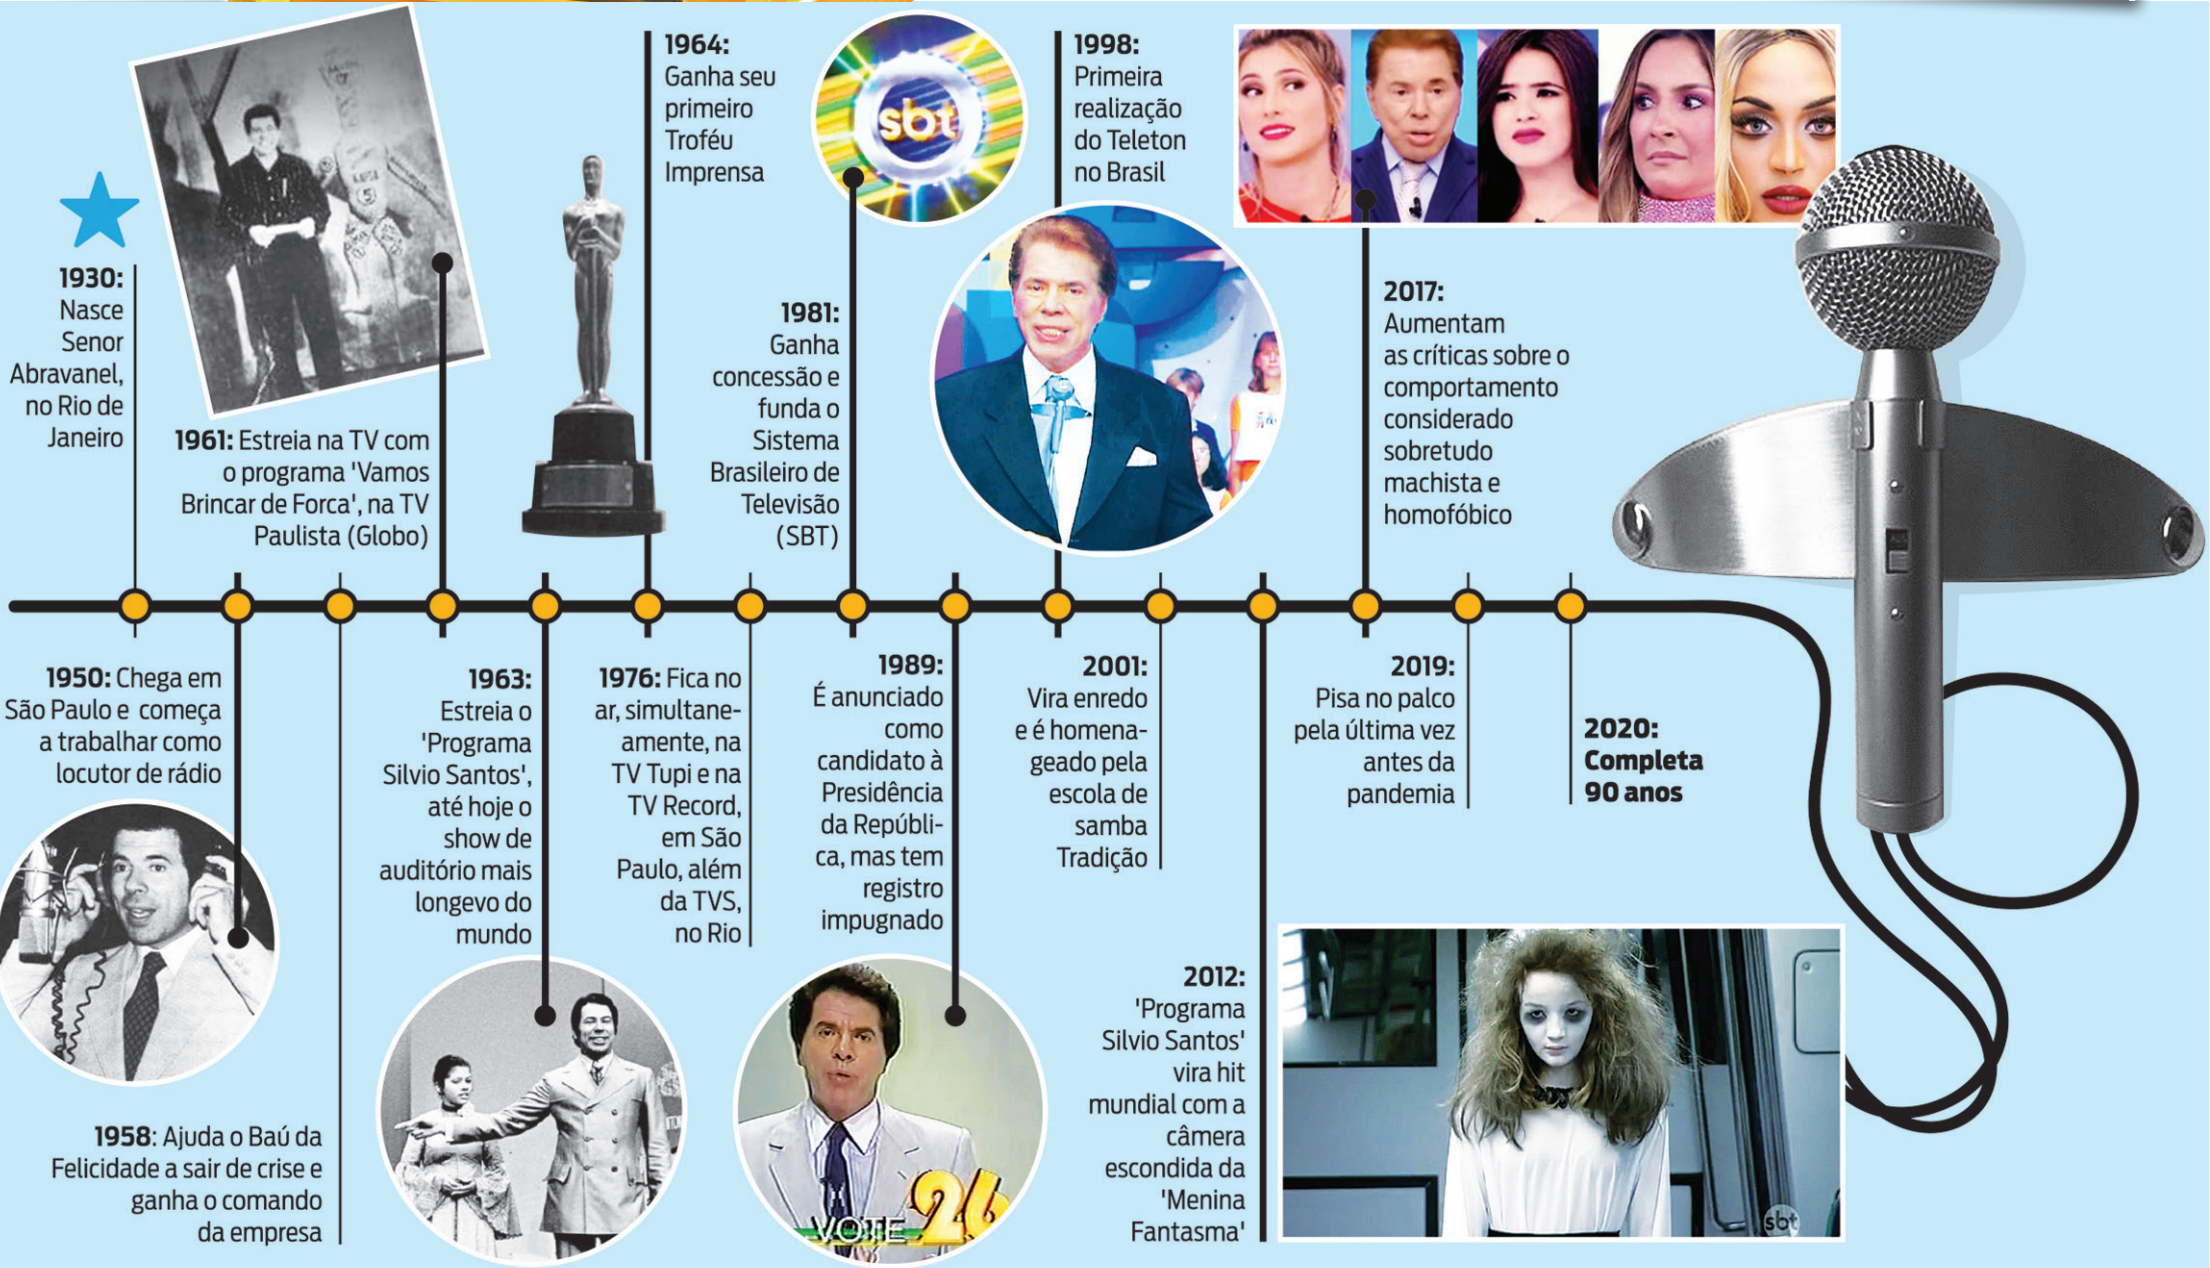 1930:
Nasce
Senor
Abravanel,
no Rio de
Janeiro
1950: Chega em
São Paulo e começa
a trabalhar como
locutor de rádio
1958: Ajuda o Baú da
Felicidade a sair de crise e
ganha o comando
da empresa
1961: Estreia na TV com
o programa 'Vamos
Brincar de Forca', na TV
Paulista (Globo)
1963:
Estreia o
'Programa
Silvio Santos',
até hoje o
show de
auditório mais
longevo do
mundo
1964:
Ganha seu
primeiro
Troféu
Imprensa
1976: Fica no
ar, simultane-
amente, na
TV Tupi e na
TV Record,
em São
Paulo, além
da TVS,
no Rio
sbt
1981:
Ganha
concessão e
funda o
Sistema
Brasileiro de
Televisão
(SBT)
1989:
É anunciado
como
candidato à
Presidência
da Repúbli-
ca, mas tem
registro
impugnado
VOTE 26
1998:
Primeira
realização
do Teleton
no Brasil
2001:
Vira enredo
e é homena-
geado pela
escola de
samba
Tradição
2012:
'Programa
Silvio Santos'
vira hit
mundial com a
câmera
escondida da
'Menina
Fantasma'
sbt
2017:
Aumentam
as críticas sobre o
comportamento
considerado
sobretudo
machista e
homofóbico
2019:
Pisa no palco
pela última vez
antes da
pandemia
2020:
Completa
90 anos